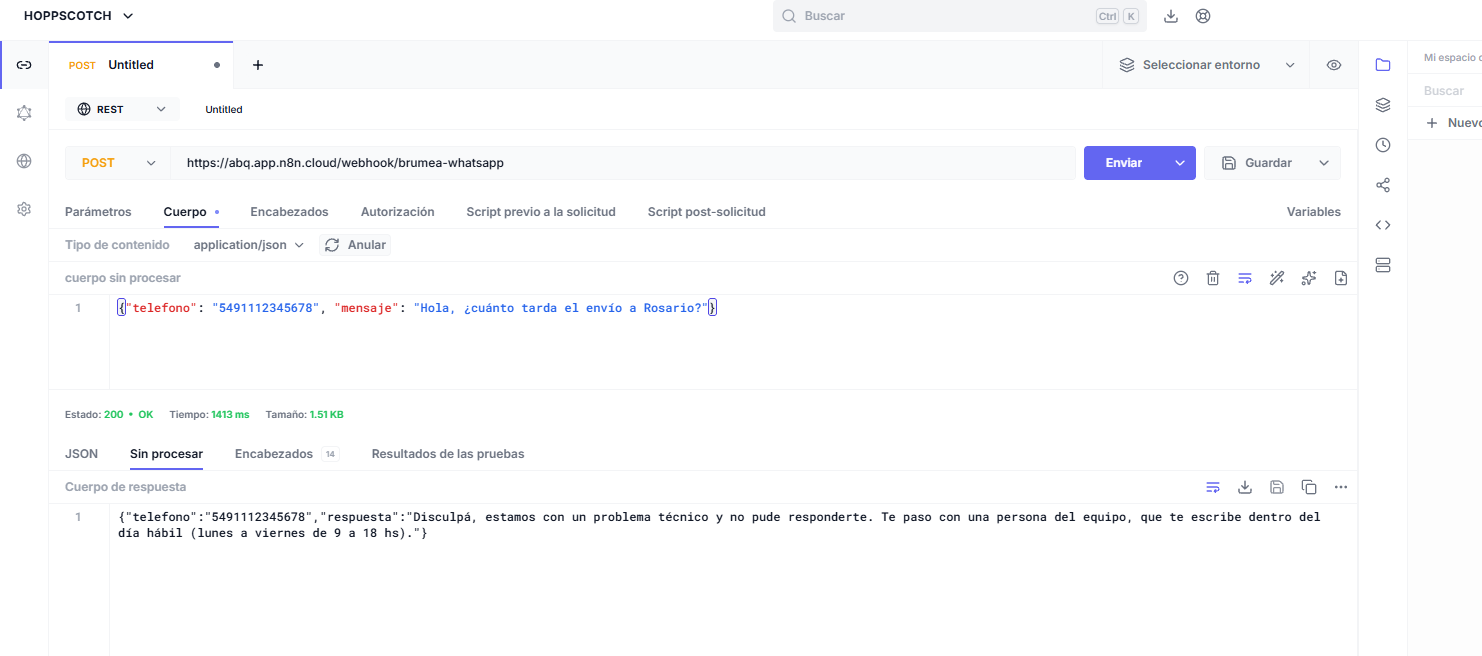 HOPPSCOTCH
Buscar
Ctrl K
POST Untitled
Seleccionar entorno
Mi espacio
Buscar
REST
Untitled
Nuevo
POST
https://abq.app.n8n.cloud/webhook/brumea-whatsapp
Enviar
Guardar
Parámetros Cuerpo Encabezados Autorización Script previo a la solicitud Script post-solicitud Variables
Tipo de contenido application/json Anular
cuerpo sin procesar
1 {"telefono": "5491112345678", "mensaje": "Hola, ¿cuánto tarda el envío a Rosario?"}
Estado: 200 • OK Tiempo: 1413 ms Tamaño: 1.51 KB
JSON Sin procesar Encabezados 14 Resultados de las pruebas
Cuerpo de respuesta
1 {"telefono":"5491112345678","respuesta":"Disculpá, estamos con un problema técnico y no pude responderte. Te paso con una persona del equipo, que te escribe dentro del
día hábil (lunes a viernes de 9 a 18 hs)."}